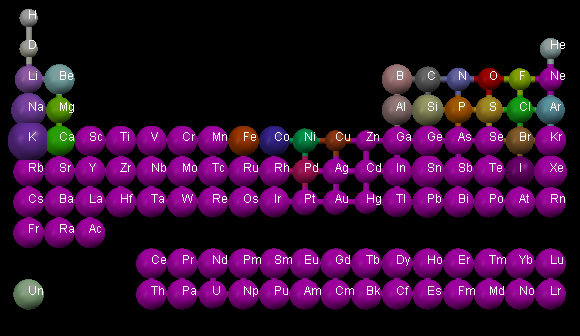 H
D He
Li Be B C N O F Ne
Na Mg Al Si P S Cl Ar
K Ca Sc Ti V Cr Mn Fe Co Ni Cu Zn Ga Ge As Se Br Kr
Rb Sr Y Zr Nb Mo Tc Ru Rh Pd Ag Cd In Sn Sb Te I Xe
Cs Ba La Hf Ta W Re Os Ir Pt Au Hg Tl Pb Bi Po At Rn
Fr Ra Ac
Ce Pr Nd Pm Sm Eu Gd Tb Dy Ho Er Tm Yb Lu
Un Th Pa U Np Pu Am Cm Bk Cf Es Fm Md No Lr